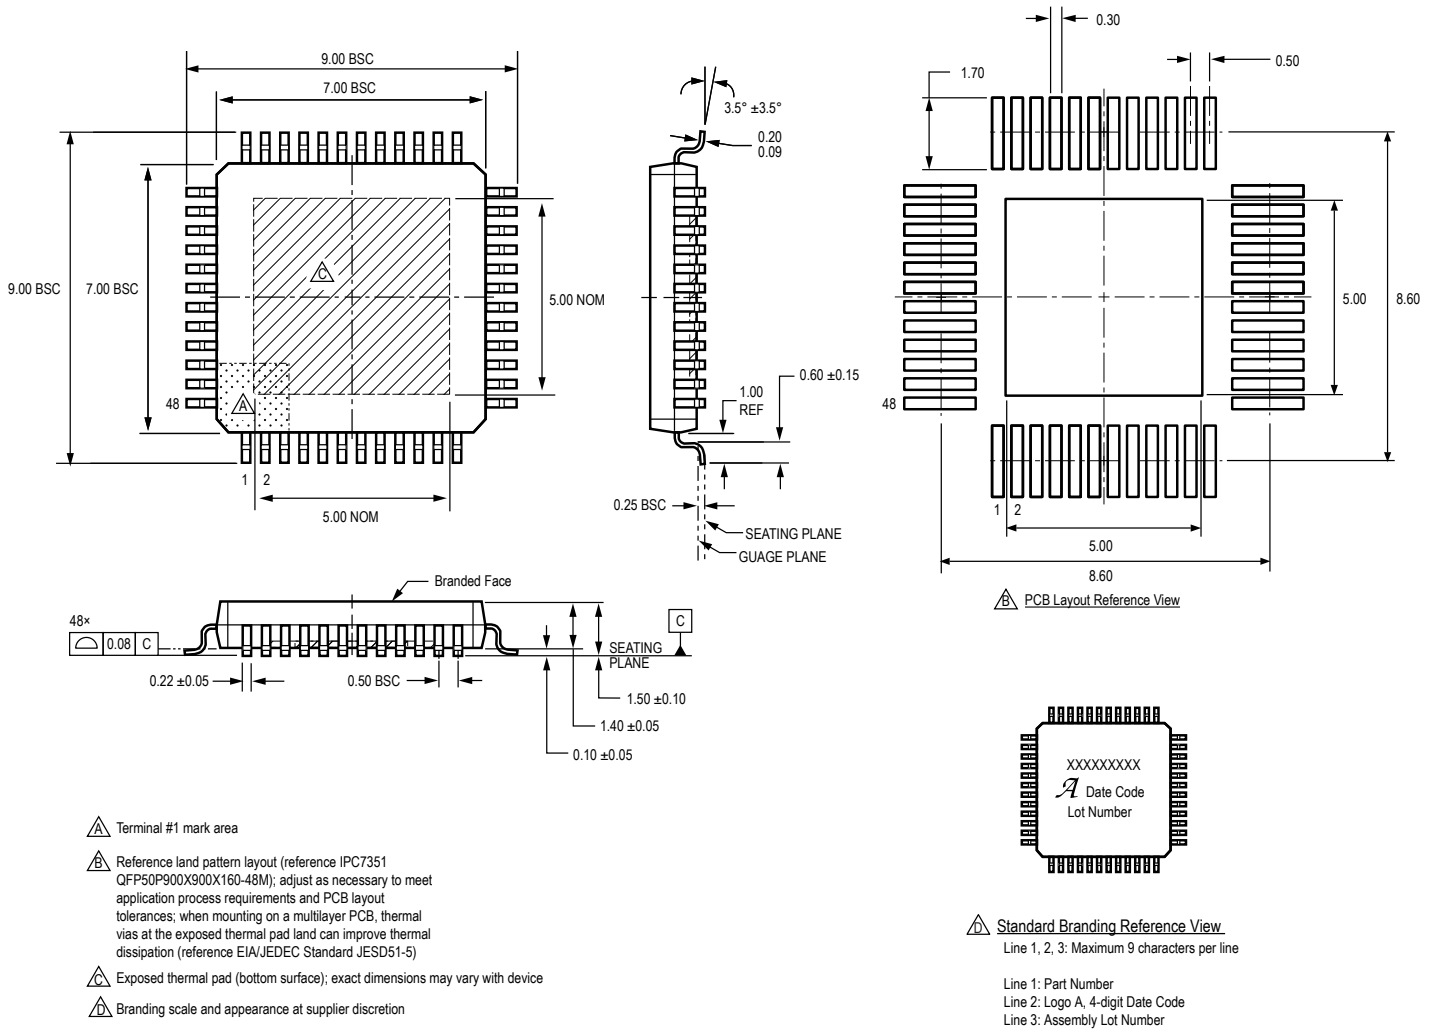 9.00 BSC
7.00 BSC
9.00 BSC
7.00 BSC
C
5.00 NOM
A
48
1 2
5.00 NOM
3.5° ±3.5°
0.20
0.09
0.60 ±0.15
1.00
REF
0.25 BSC
SEATING PLANE
GUAGE PLANE
0.30
0.50
1.70
5.00
8.60
48
1 2
5.00
8.60
B PCB Layout Reference View
Branded Face
48×
0.08 C
C
SEATING
PLANE
0.22 ±0.05
0.50 BSC
1.50 ±0.10
1.40 ±0.05
0.10 ±0.05
XXXXXXXXX
A Date Code
Lot Number
A Terminal #1 mark area
B Reference land pattern layout (reference IPC7351
QFP50P900X900X160-48M); adjust as necessary to meet
application process requirements and PCB layout
tolerances; when mounting on a multilayer PCB, thermal
vias at the exposed thermal pad land can improve thermal
dissipation (reference EIA/JEDEC Standard JESD51-5)
C Exposed thermal pad (bottom surface); exact dimensions may vary with device
D Branding scale and appearance at supplier discretion
D Standard Branding Reference View
Line 1, 2, 3: Maximum 9 characters per line
Line 1: Part Number
Line 2: Logo A, 4-digit Date Code
Line 3: Assembly Lot Number